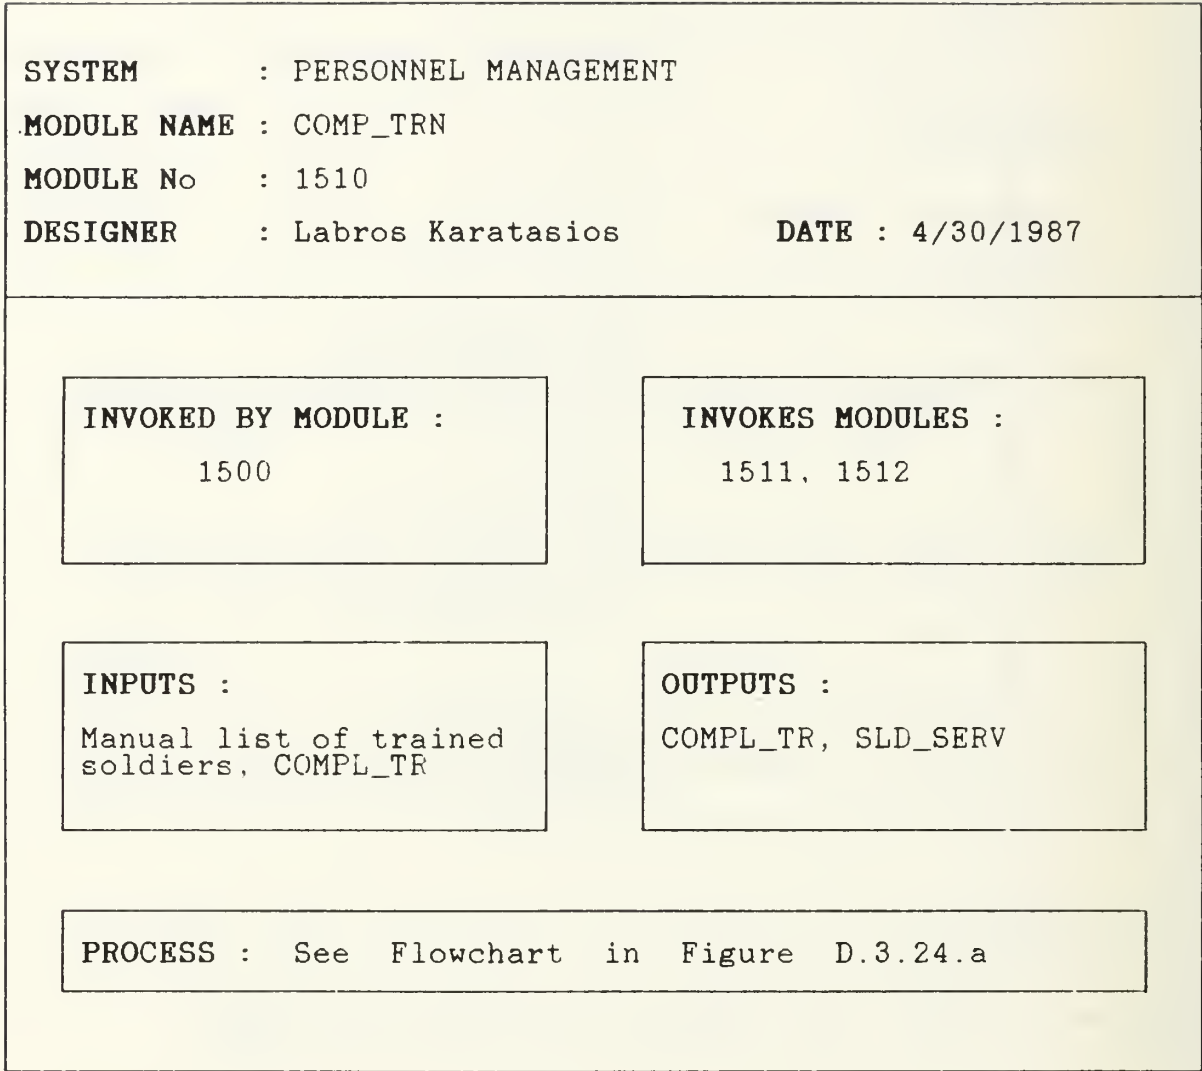 SYSTEM : PERSONNEL MANAGEMENT
MODULE NAME : COMP_TRN
MODULE No : 1510
DESIGNER : Labros Karatasios DATE : 4/30/1987
INVOKED BY MODULE :
1500
INVOKES MODULES :
1511, 1512
INPUTS :
Manual list of trained
soldiers, COMPL_TR
OUTPUTS :
COMPL_TR, SLD_SERV
PROCESS : See Flowchart in Figure D.3.24.a